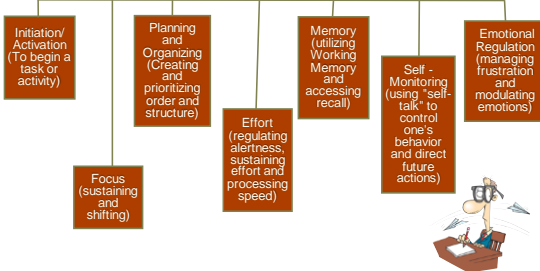 Initiation/
Activation
(To begin a
task or
activity)
Focus
(sustaining
and
shifting)
Planning
and
Organizing
(Creating
and
prioritizing
order and
structure)
Effort
(regulating
alertness,
sustaining
effort and
processing
speed)
Memory
(utilizing
Working
Memory
and
accessing
recall)
Self -
Monitoring
(using "self-
talk" to
control
one's
behavior
and direct
future
actions)
Emotional
Regulation
(managing
frustration
and
modulating
emotions)